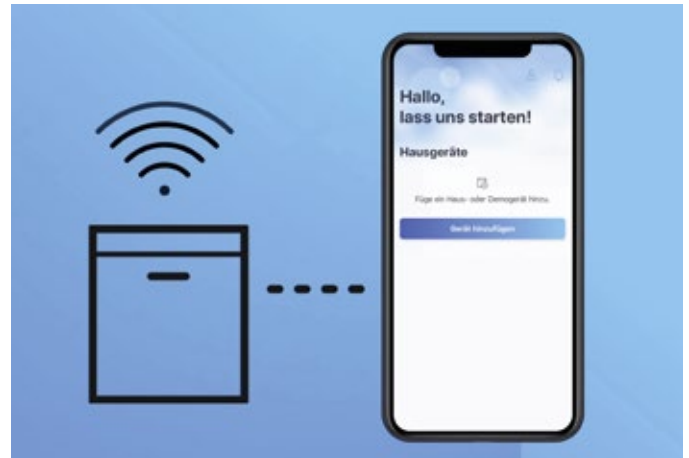 Hallo,
lass uns starten!
Hausgeräte
Füge ein Haus- oder Demogerät hinzu.
Gerät hinzufügen